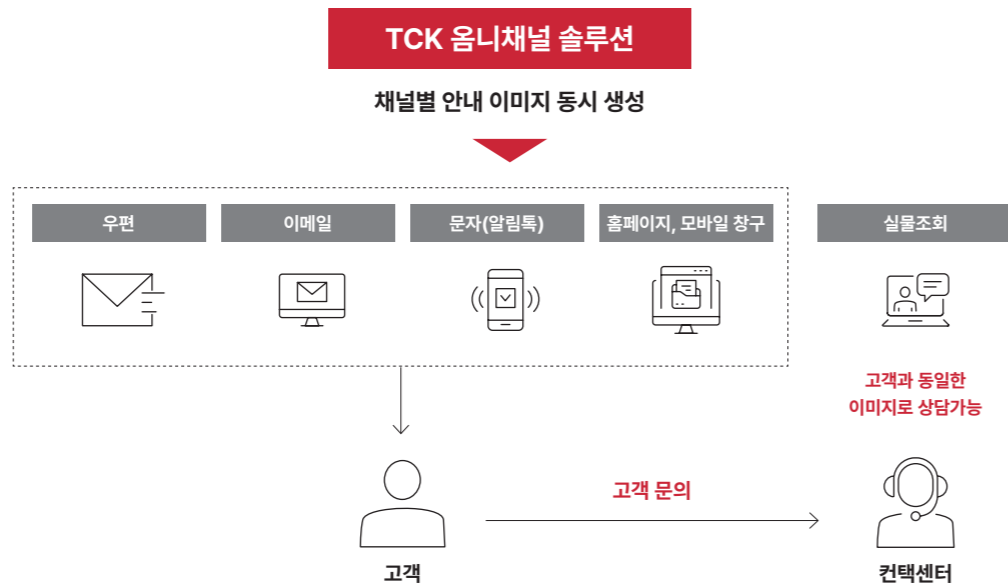 TCK 옴니채널 솔루션
채널별 안내 이미지 동시 생성
우편
이메일
문자(알림톡)
홈페이지, 모바일 창구
실물조회
고객과 동일한
이미지로 상담가능
고객 문의
고객
컨택센터